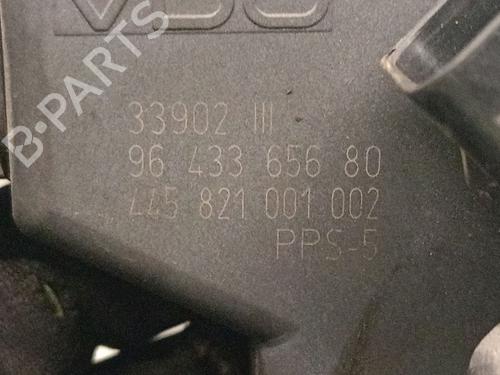 VDO
B-PARTS
33902 III
96 433 656 80
445 821 001 002
PPS-5